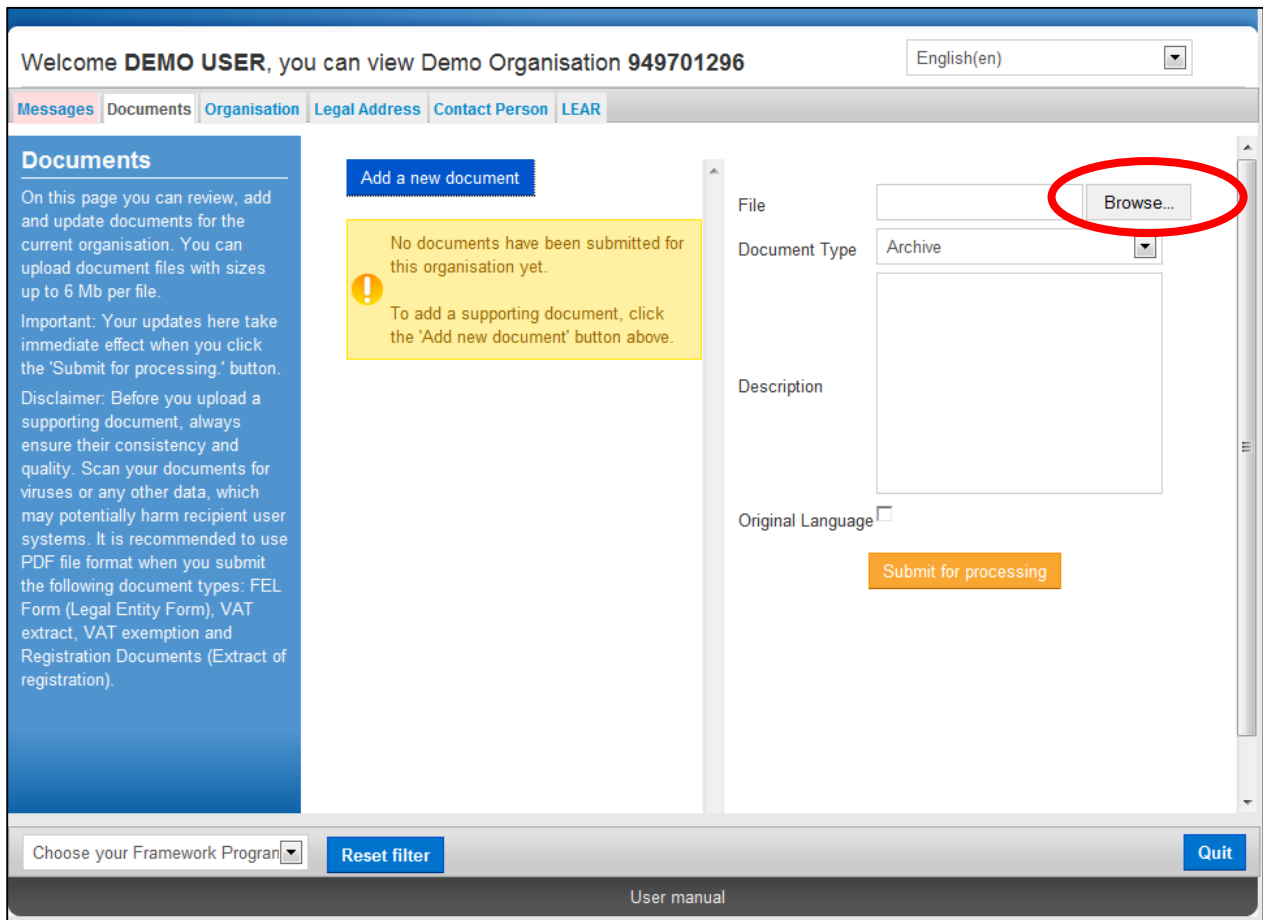 Welcome DEMO USER, you can view Demo Organisation 949701296
English(en)
Messages Documents Organisation Legal Address Contact Person LEAR
Documents
On this page you can review, add
and update documents for the
current organisation. You can
upload document files with sizes
up to 6 Mb per file.
Important: Your updates here take
immediate effect when you click
the 'Submit for processing.' button.
Disclaimer: Before you upload a
supporting document, always
ensure their consistency and
quality. Scan your documents for
viruses or any other data, which
may potentially harm recipient user
systems. It is recommended to use
PDF file format when you submit
the following document types: FEL
Form (Legal Entity Form), VAT
extract, VAT exemption and
Registration Documents (Extract of
registration).
Add a new document
No documents have been submitted for
this organisation yet.
To add a supporting document, click
the 'Add new document' button above.
File
Browse...
Document Type
Archive
Description
Original Language
Submit for processing
Choose your Framework Progran
Reset filter
Quit
User manual